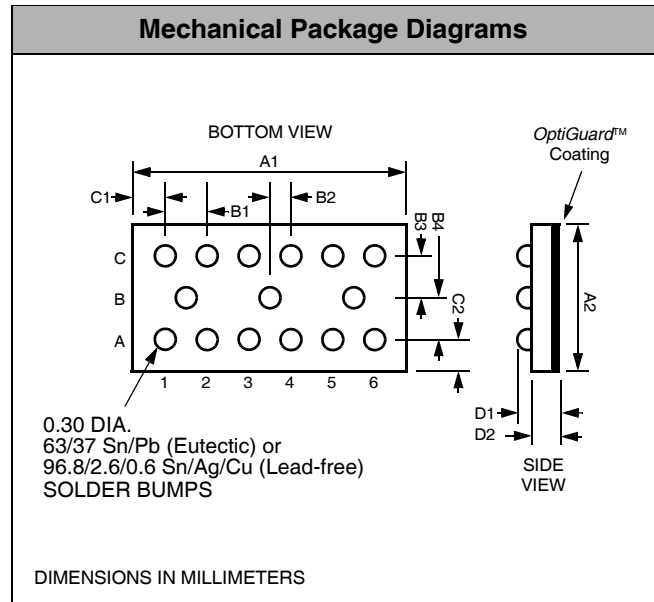 Mechanical Package Diagrams
BOTTOM VIEW
OptiGuard™
Coating
A1
C1
B1
B2
B3
B4
C
B
A
C2
A2
1 2 3 4 5 6
D1
D2
0.30 DIA.
63/37 Sn/Pb (Eutectic) or
96.8/2.6/0.6 Sn/Ag/Cu (Lead-free)
SOLDER BUMPS
SIDE
VIEW
DIMENSIONS IN MILLIMETERS